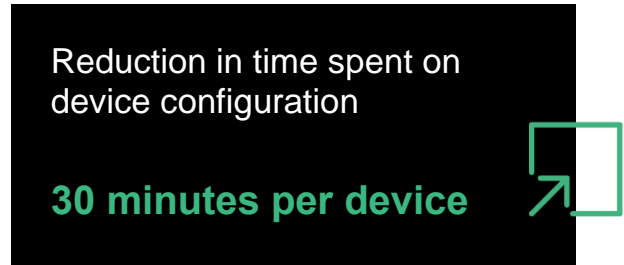 Reduction in time spent on
device configuration
30 minutes per device